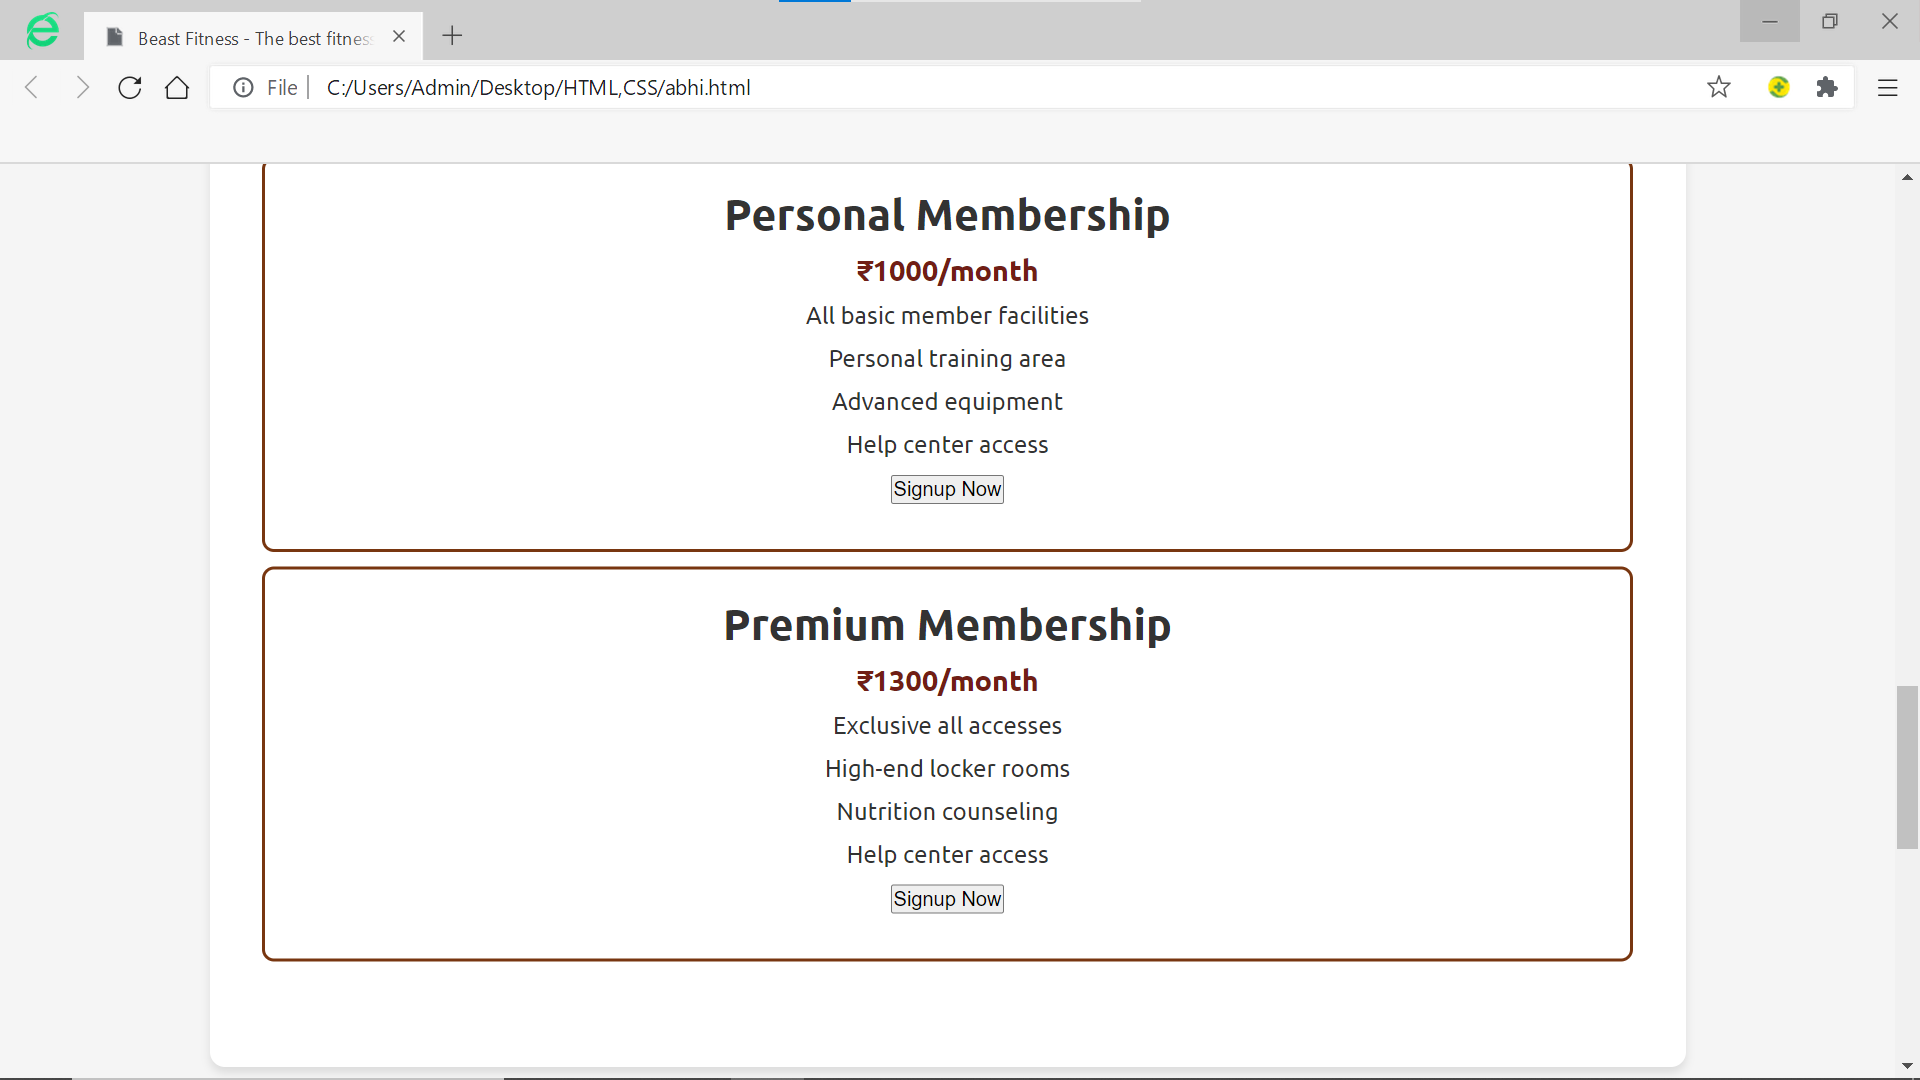 Beast Fitness - The best fitness
File
C:/Users/Admin/Desktop/HTML,CSS/abhi.html
Personal Membership
₹1000/month
All basic member facilities
Personal training area
Advanced equipment
Help center access
Signup Now
Premium Membership
₹1300/month
Exclusive all accesses
High-end locker rooms
Nutrition counseling
Help center access
Signup Now